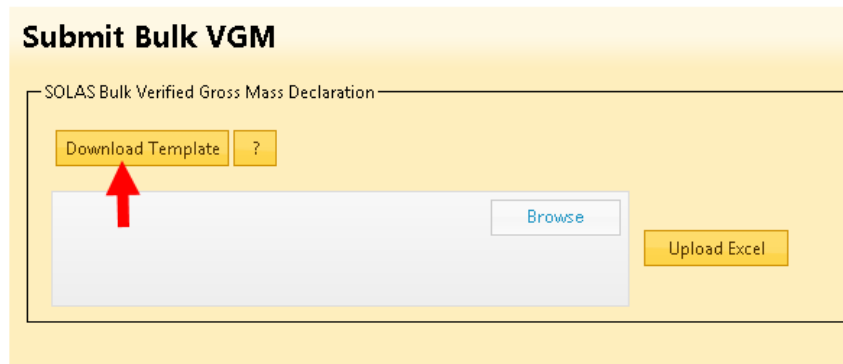 Submit Bulk VGM
SOLAS Bulk Verified Gross Mass Declaration
Download Template ?
Browse
Upload Excel